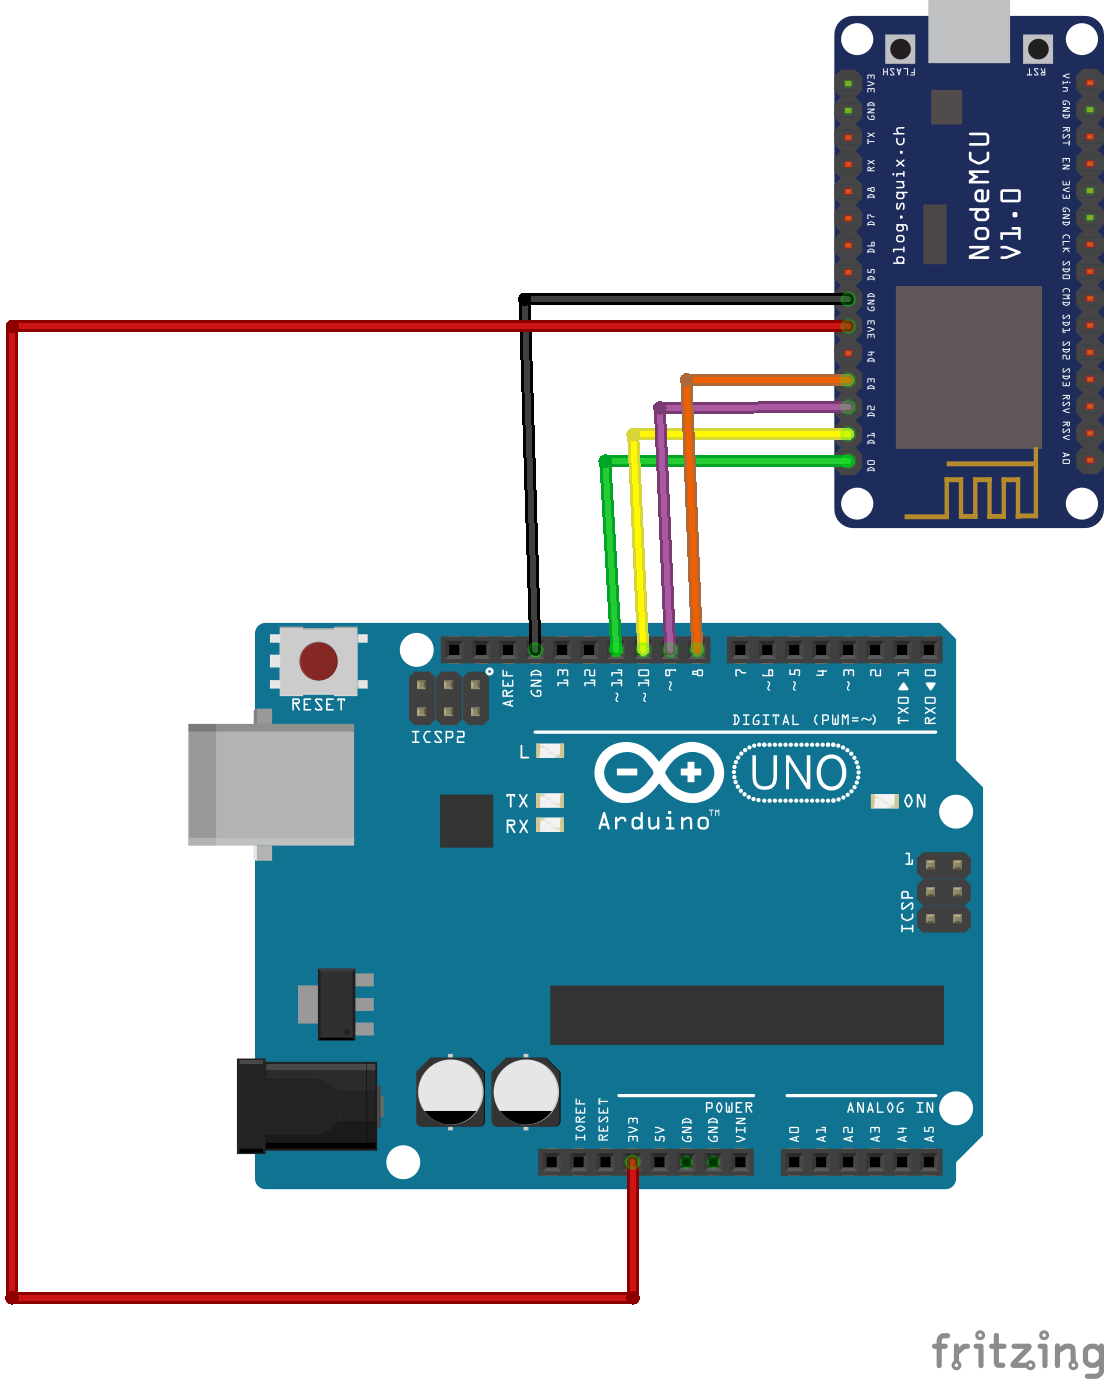 FLASH
RST
3V3
GND
TX
RX
D8
D7
D6
D5
GND
3V3
D4
D3
D2
D1
D0
blog.squix.ch
NodeMCU
V1.0
Vin
GND
RST
EN
3V3
GND
CLK
SD0
CMD
SD1
SD2
SD3
RSV
RSV
A0
RESET
ICSP2
AREF
GND
13
12
~11
~10
~9
8
7
~6
~5
4
~3
2
TX0▶1
RX0◀0
DIGITAL (PWM=~)
L
TX
RX
UNO
Arduino™
ON
1
ICSP
IOREF
RESET
3V3
5V
GND
GND
VIN
POWER
ANALOG IN
A0
A1
A2
A3
A4
A5
fritzing